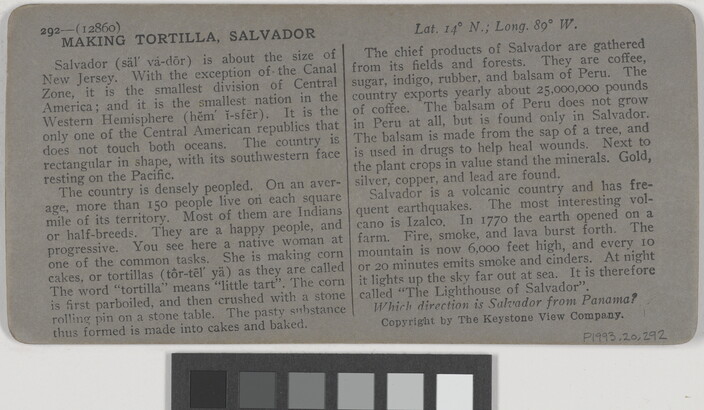 292—(12860)
MAKING TORTILLA, SALVADOR
Salvador (säl' vȧ-dōr) is about the size of
New Jersey. With the exception of the Canal
Zone, it is the smallest division of Central
America; and it is the smallest nation in the
Western Hemisphere (hĕm' ĭ-sfēr). It is the
only one of the Central American republics that
does not touch both oceans. The country is
rectangular in shape, with its southwestern face
resting on the Pacific.
The country is densely peopled. On an aver-
age, more than 150 people live on each square
mile of its territory. Most of them are Indians
or half-breeds. They are a happy people, and
progressive. You see here a native woman at
one of the common tasks. She is making corn
cakes, or tortillas (tôr-tēl' yä) as they are called
The word "tortilla" means "little tart". The corn
is first parboiled, and then crushed with a stone
rolling pin on a stone table. The pasty substance
thus formed is made into cakes and baked.
Lat. 14° N.; Long. 89° W.
The chief products of Salvador are gathered
from its fields and forests. They are coffee,
sugar, indigo, rubber, and balsam of Peru. The
country exports yearly about 25,000,000 pounds
of coffee. The balsam of Peru does not grow
in Peru at all, but is found only in Salvador.
The balsam is made from the sap of a tree, and
is used in drugs to help heal wounds. Next to
the plant crops in value stand the minerals. Gold,
silver, copper, and lead are found.
Salvador is a volcanic country and has fre-
quent earthquakes. The most interesting vol-
cano is Izalco. In 1770 the earth opened on a
farm. Fire, smoke, and lava burst forth. The
mountain is now 6,000 feet high, and every 10
or 20 minutes emits smoke and cinders. At night
it lights up the sky far out at sea. It is therefore
called "The Lighthouse of Salvador".
Which direction is Salvador from Panama?
Copyright by The Keystone View Company.
P1993.20.292